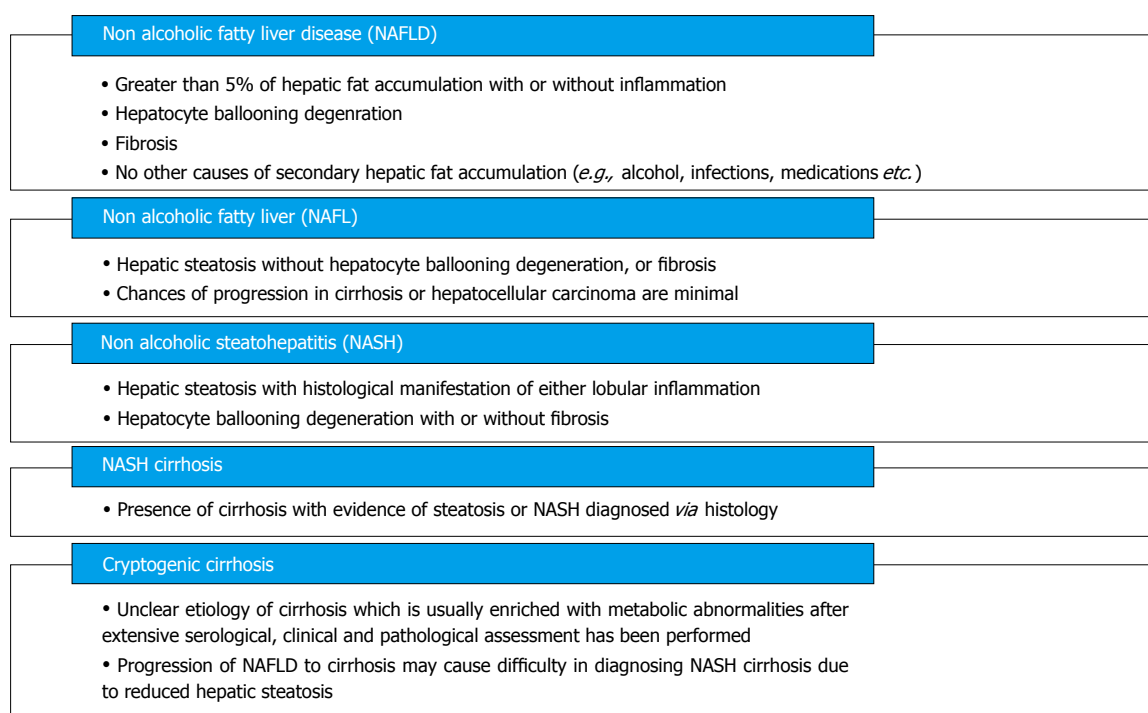 Non alcoholic fatty liver disease (NAFLD)
• Greater than 5% of hepatic fat accumulation with or without inflammation
• Hepatocyte ballooning degenration
• Fibrosis
• No other causes of secondary hepatic fat accumulation (e.g., alcohol, infections, medications etc.)
Non alcoholic fatty liver (NAFL)
• Hepatic steatosis without hepatocyte ballooning degeneration, or fibrosis
• Chances of progression in cirrhosis or hepatocellular carcinoma are minimal
Non alcoholic steatohepatitis (NASH)
• Hepatic steatosis with histological manifestation of either lobular inflammation
• Hepatocyte ballooning degeneration with or without fibrosis
NASH cirrhosis
• Presence of cirrhosis with evidence of steatosis or NASH diagnosed via histology
Cryptogenic cirrhosis
• Unclear etiology of cirrhosis which is usually enriched with metabolic abnormalities after
extensive serological, clinical and pathological assessment has been performed
• Progression of NAFLD to cirrhosis may cause difficulty in diagnosing NASH cirrhosis due
to reduced hepatic steatosis